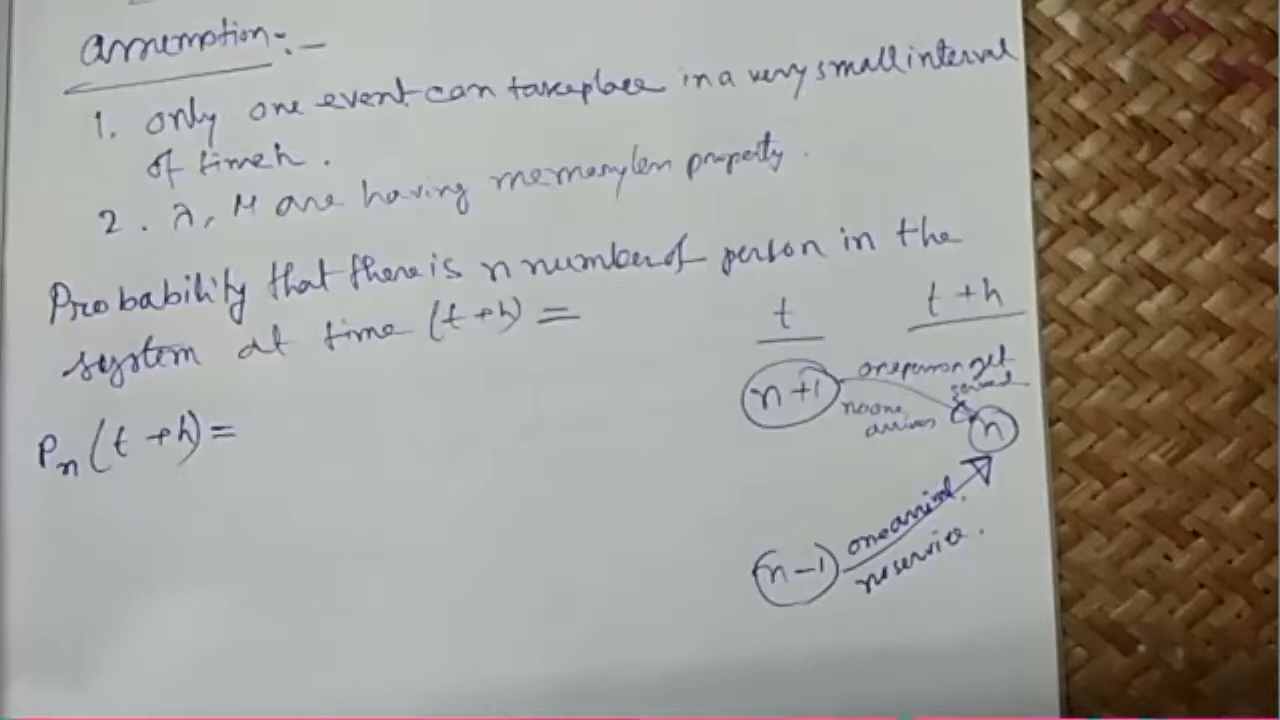 Assumption:-
1. only one event can takeplace in a very small interval
of time h.
2. λ, μ are having memoryless property.
Probability that there is n number of person in the
system at time (t+h) =
t
t+h
n+1
one person get
served
no one
arrives
n
Pn(t+h)=
n-1
one arrival.
no service.